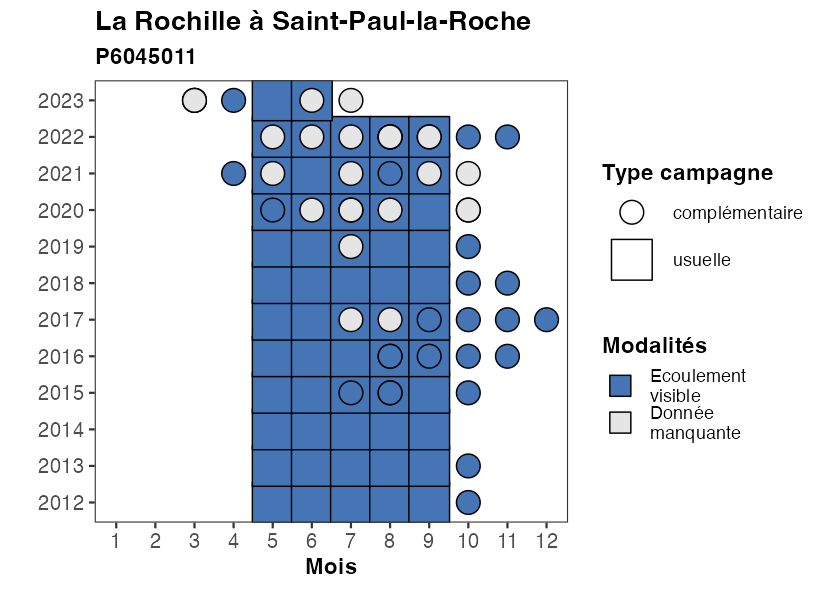 La Rochille à Saint-Paul-la-Roche
P6045011
2023
2022
2021
2020
2019
2018
2017
2016
2015
2014
2013
2012
1 2 3 4 5 6 7 8 9 10 11 12
Mois
Type campagne
complémentaire
usuelle
Modalités
Ecoulement
visible
Donnée
manquante